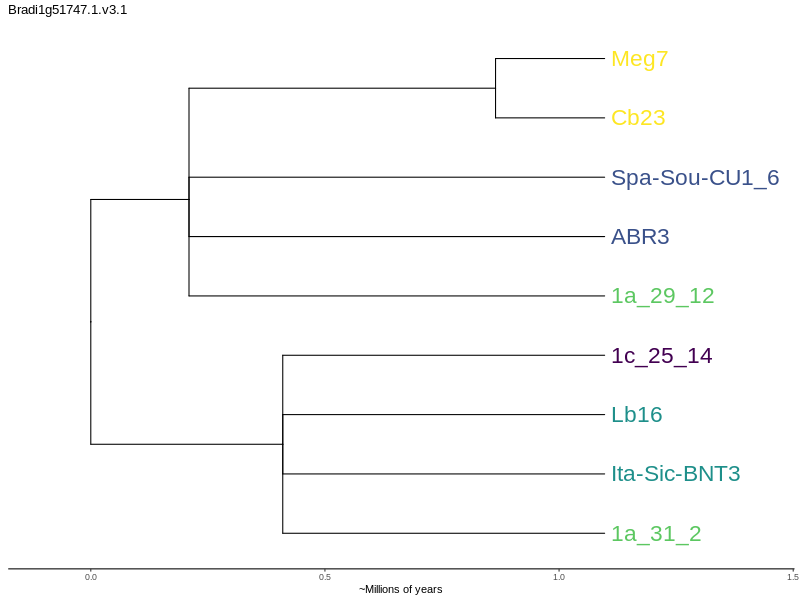 Bradi1g51747.1.v3.1
Meg7
Cb23
Spa-Sou-CU1_6
ABR3
1a_29_12
1c_25_14
Lb16
Ita-Sic-BNT3
1a_31_2
0.0 0.5 1.0 1.5
~Millions of years